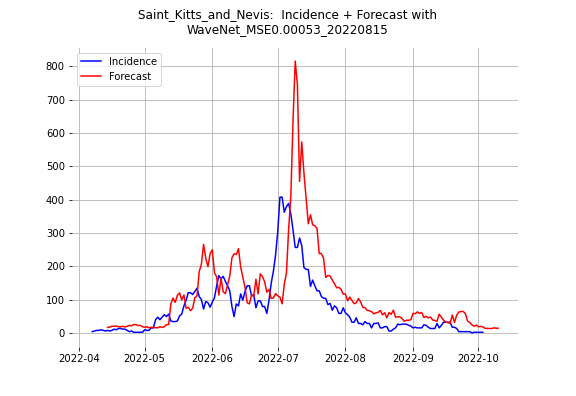 Saint_Kitts_and_Nevis: Incidence + Forecast with
WaveNet_MSE0.00053_20220815
Incidence
Forecast
800
700
600
500
400
300
200
100
0
2022-04 2022-05 2022-06 2022-07 2022-08 2022-09 2022-10